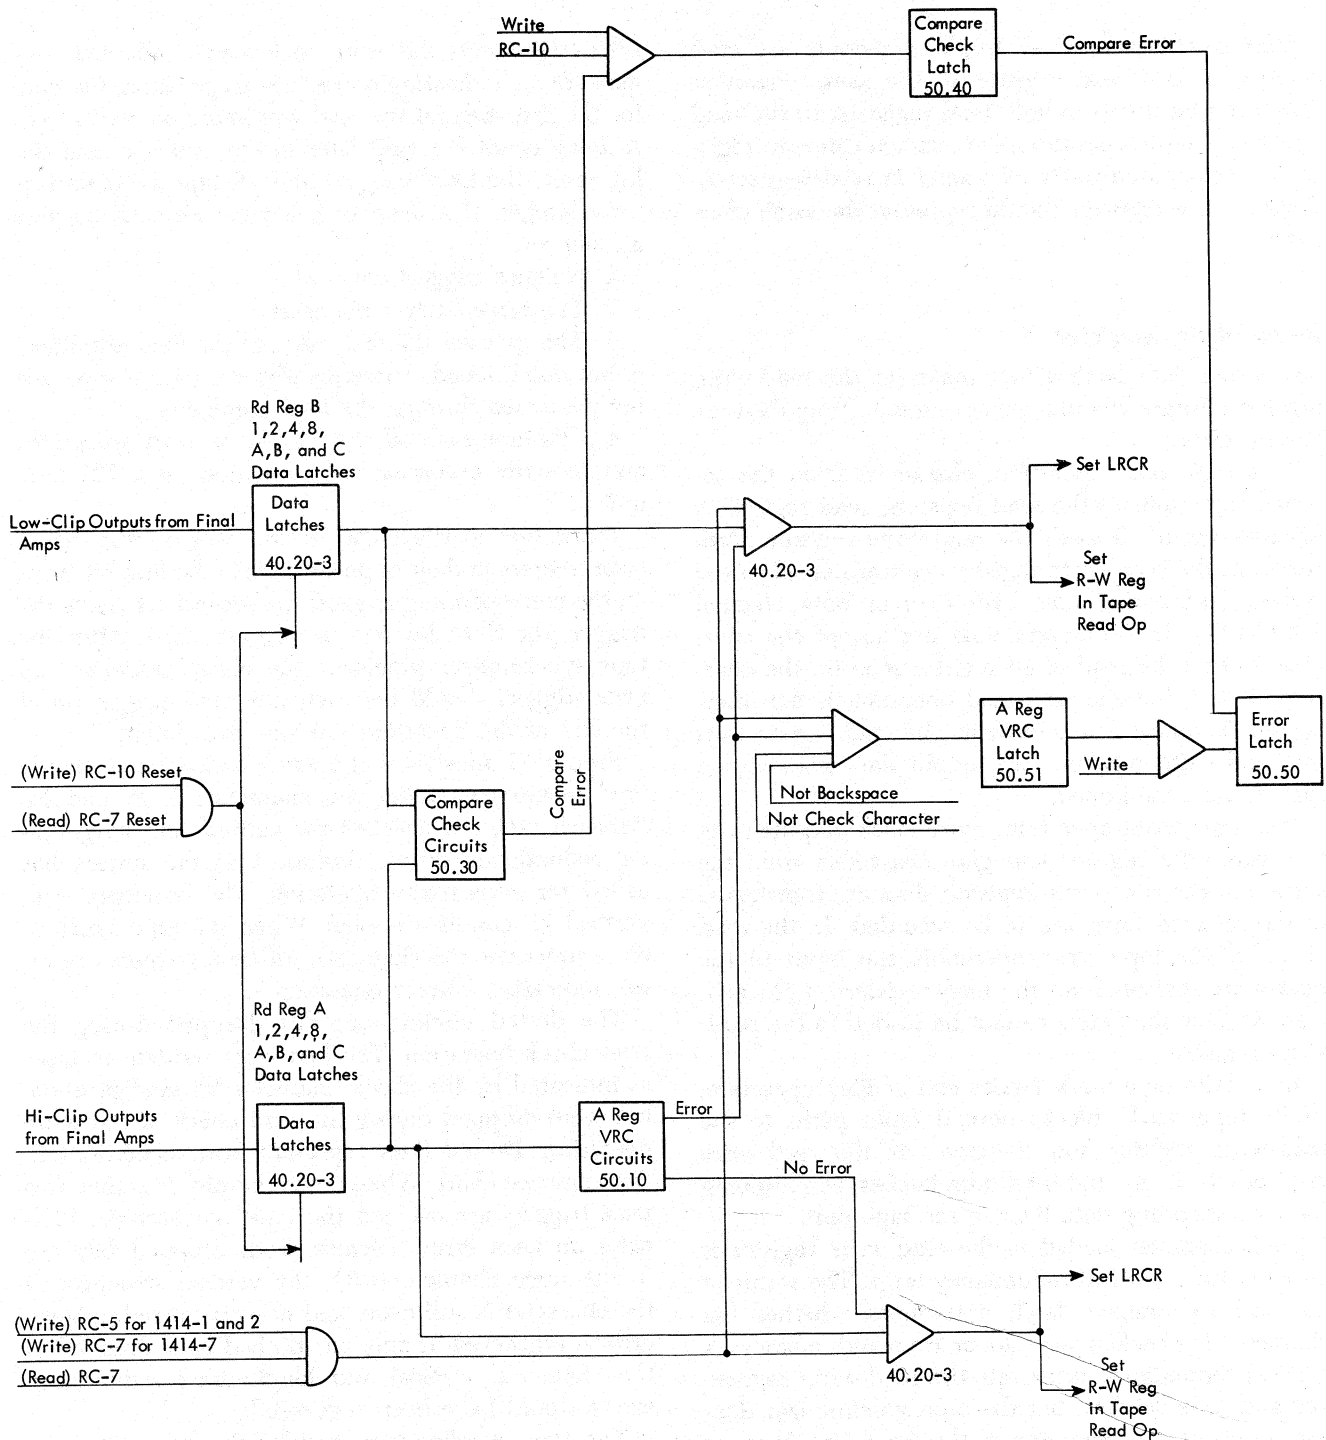 Write
RC-10
Compare
Check
Latch
50.40
Compare Error
Rd Reg B
1,2,4,8,
A,B, and C
Data Latches
Data
Latches
40.20-3
Low-Clip Outputs from Final
Amps
40.20-3
Set LRCR
Set
R-W Reg
In Tape
Read Op
(Write) RC-10 Reset
(Read) RC-7 Reset
Compare
Check
Circuits
50.30
Compare
Error
A Reg
VRC
Latch
50.51
Write
Error
Latch
50.50
Not Backspace
Not Check Character
Rd Reg A
1,2,4,8,
A,B, and C
Data Latches
Hi-Clip Outputs
from Final Amps
Data
Latches
40.20-3
A Reg
VRC
Circuits
50.10
Error
No Error
(Write) RC-5 for 1414-1 and 2
(Write) RC-7 for 1414-7
(Read) RC-7
40.20-3
Set LRCR
Set
R-W Reg
in Tape
Read Op